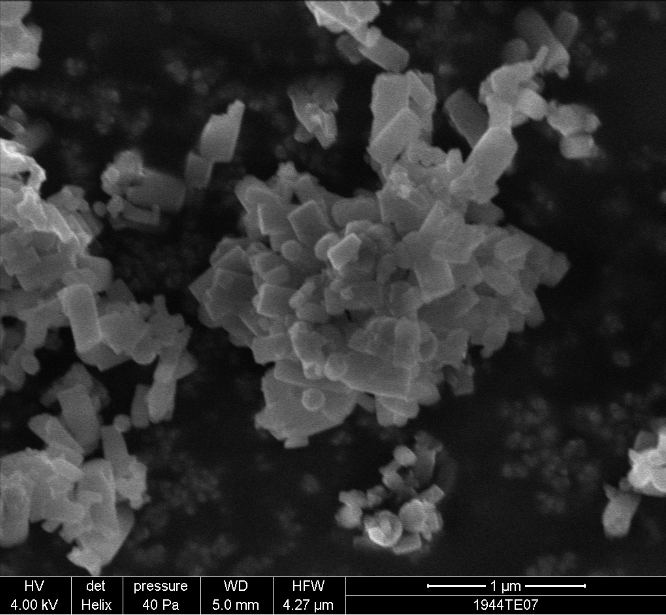 HV det pressure WD HFW 1 µm
4.00 kV Helix 40 Pa 5.0 mm 4.27 µm 1944TE07